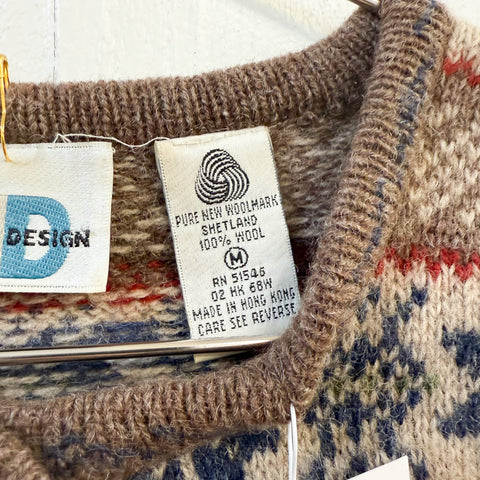 D
DESIGN
PURE NEW WOOLMARK
SHETLAND
100% WOOL
M
RN 51546
02 HK 68W
MADE IN HONG KONG
CARE SEE REVERSE